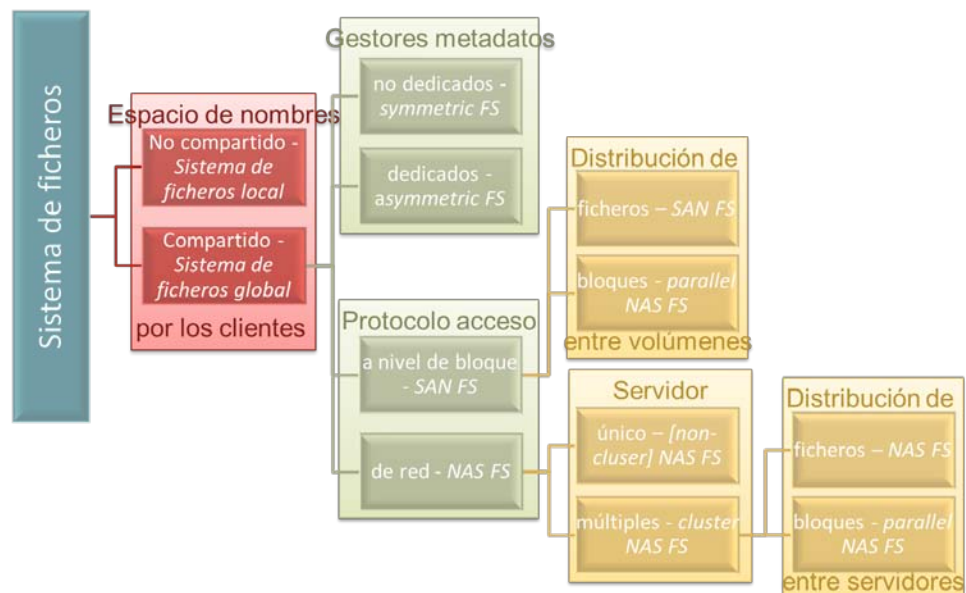 Sistema de ficheros
Espacio de nombres
No compartido -
Sistema de
ficheros local
Compartido -
Sistema de
ficheros global
por los clientes
Gestores metadatos
no dedicados -
symmetric FS
dedicados -
asymmetric FS
Protocolo acceso
a nivel de bloque
- SAN FS
de red - NAS FS
Distribución de
ficheros – SAN FS
bloques - parallel
NAS FS
entre volúmenes
Servidor
único – [non-
cluser] NAS FS
múltiples - cluster
NAS FS
Distribución de
ficheros – NAS FS
bloques - parallel
NAS FS
entre servidores